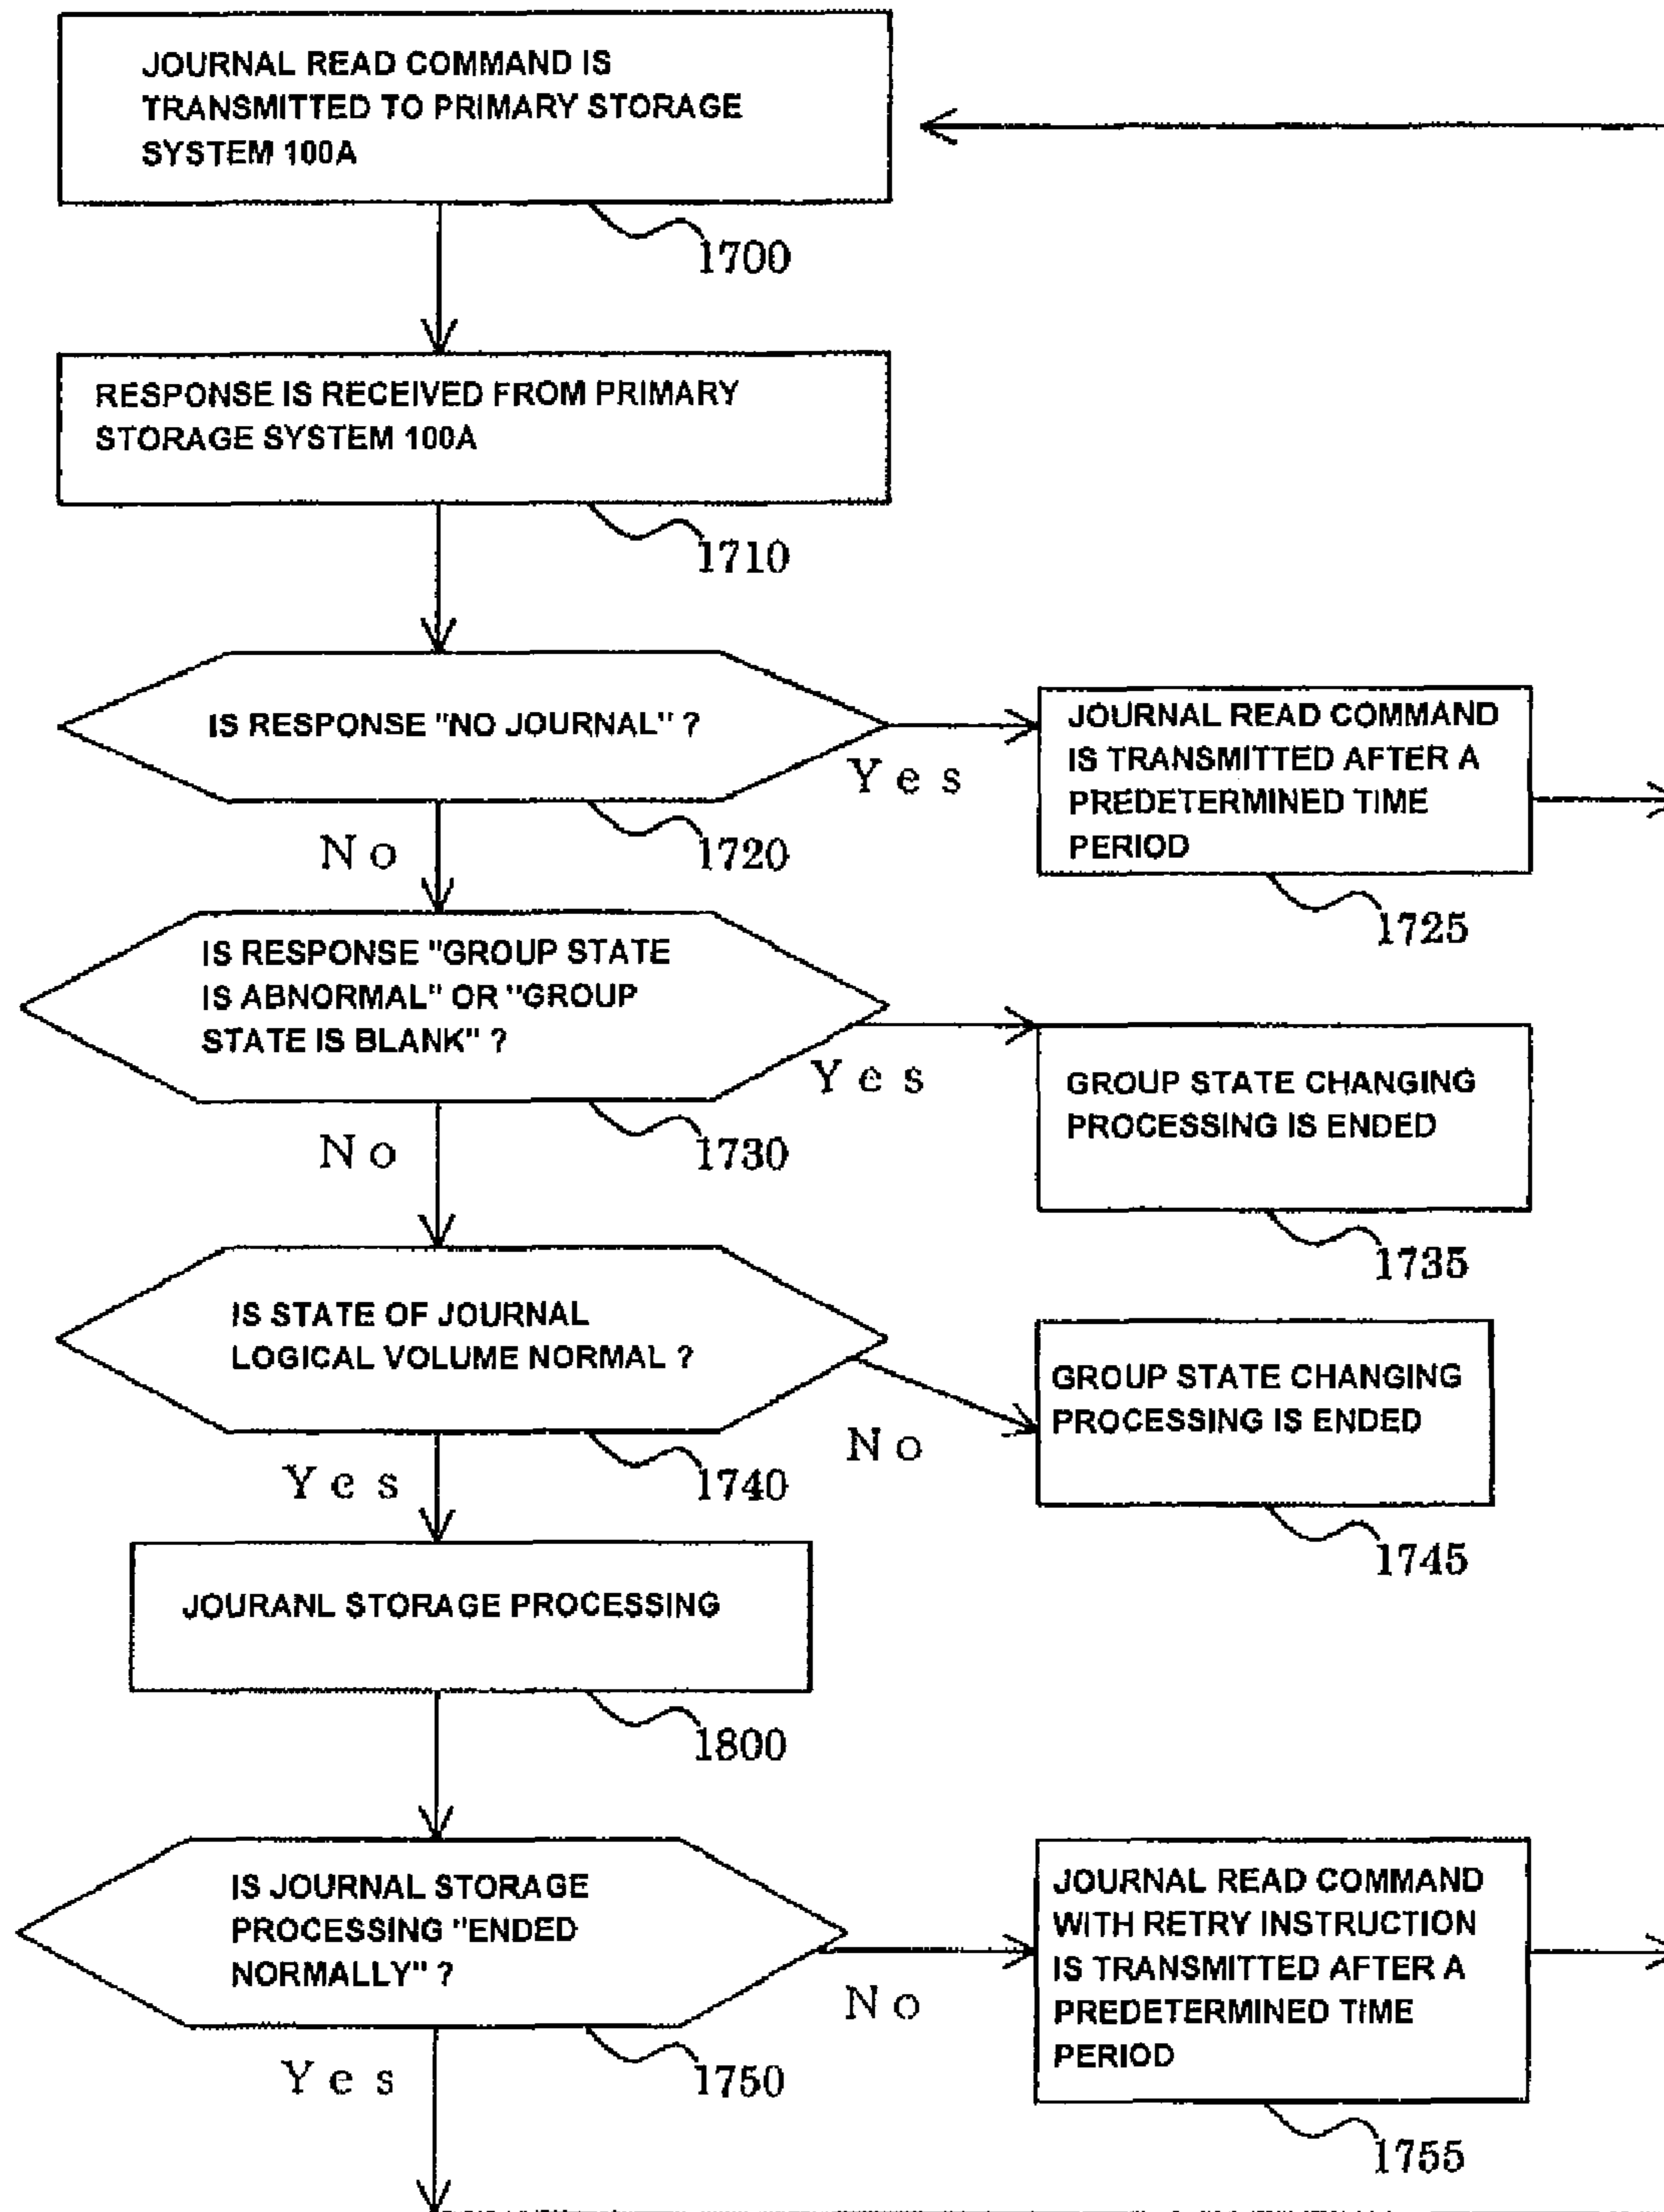 JOURNAL READ COMMAND IS
TRANSMITTED TO PRIMARY STORAGE
SYSTEM 100A
1700
RESPONSE IS RECEIVED FROM PRIMARY
STORAGE SYSTEM 100A
1710
IS RESPONSE "NO JOURNAL" ?
Yes
No
1720
JOURNAL READ COMMAND
IS TRANSMITTED AFTER A
PREDETERMINED TIME
PERIOD
1725
IS RESPONSE "GROUP STATE
IS ABNORMAL" OR "GROUP
STATE IS BLANK" ?
Yes
No
1730
GROUP STATE CHANGING
PROCESSING IS ENDED
1735
IS STATE OF JOURNAL
LOGICAL VOLUME NORMAL ?
No
Yes
1740
GROUP STATE CHANGING
PROCESSING IS ENDED
1745
JOURANL STORAGE PROCESSING
1800
IS JOURNAL STORAGE
PROCESSING "ENDED
NORMALLY" ?
No
Yes
1750
JOURNAL READ COMMAND
WITH RETRY INSTRUCTION
IS TRANSMITTED AFTER A
PREDETERMINED TIME
PERIOD
1755